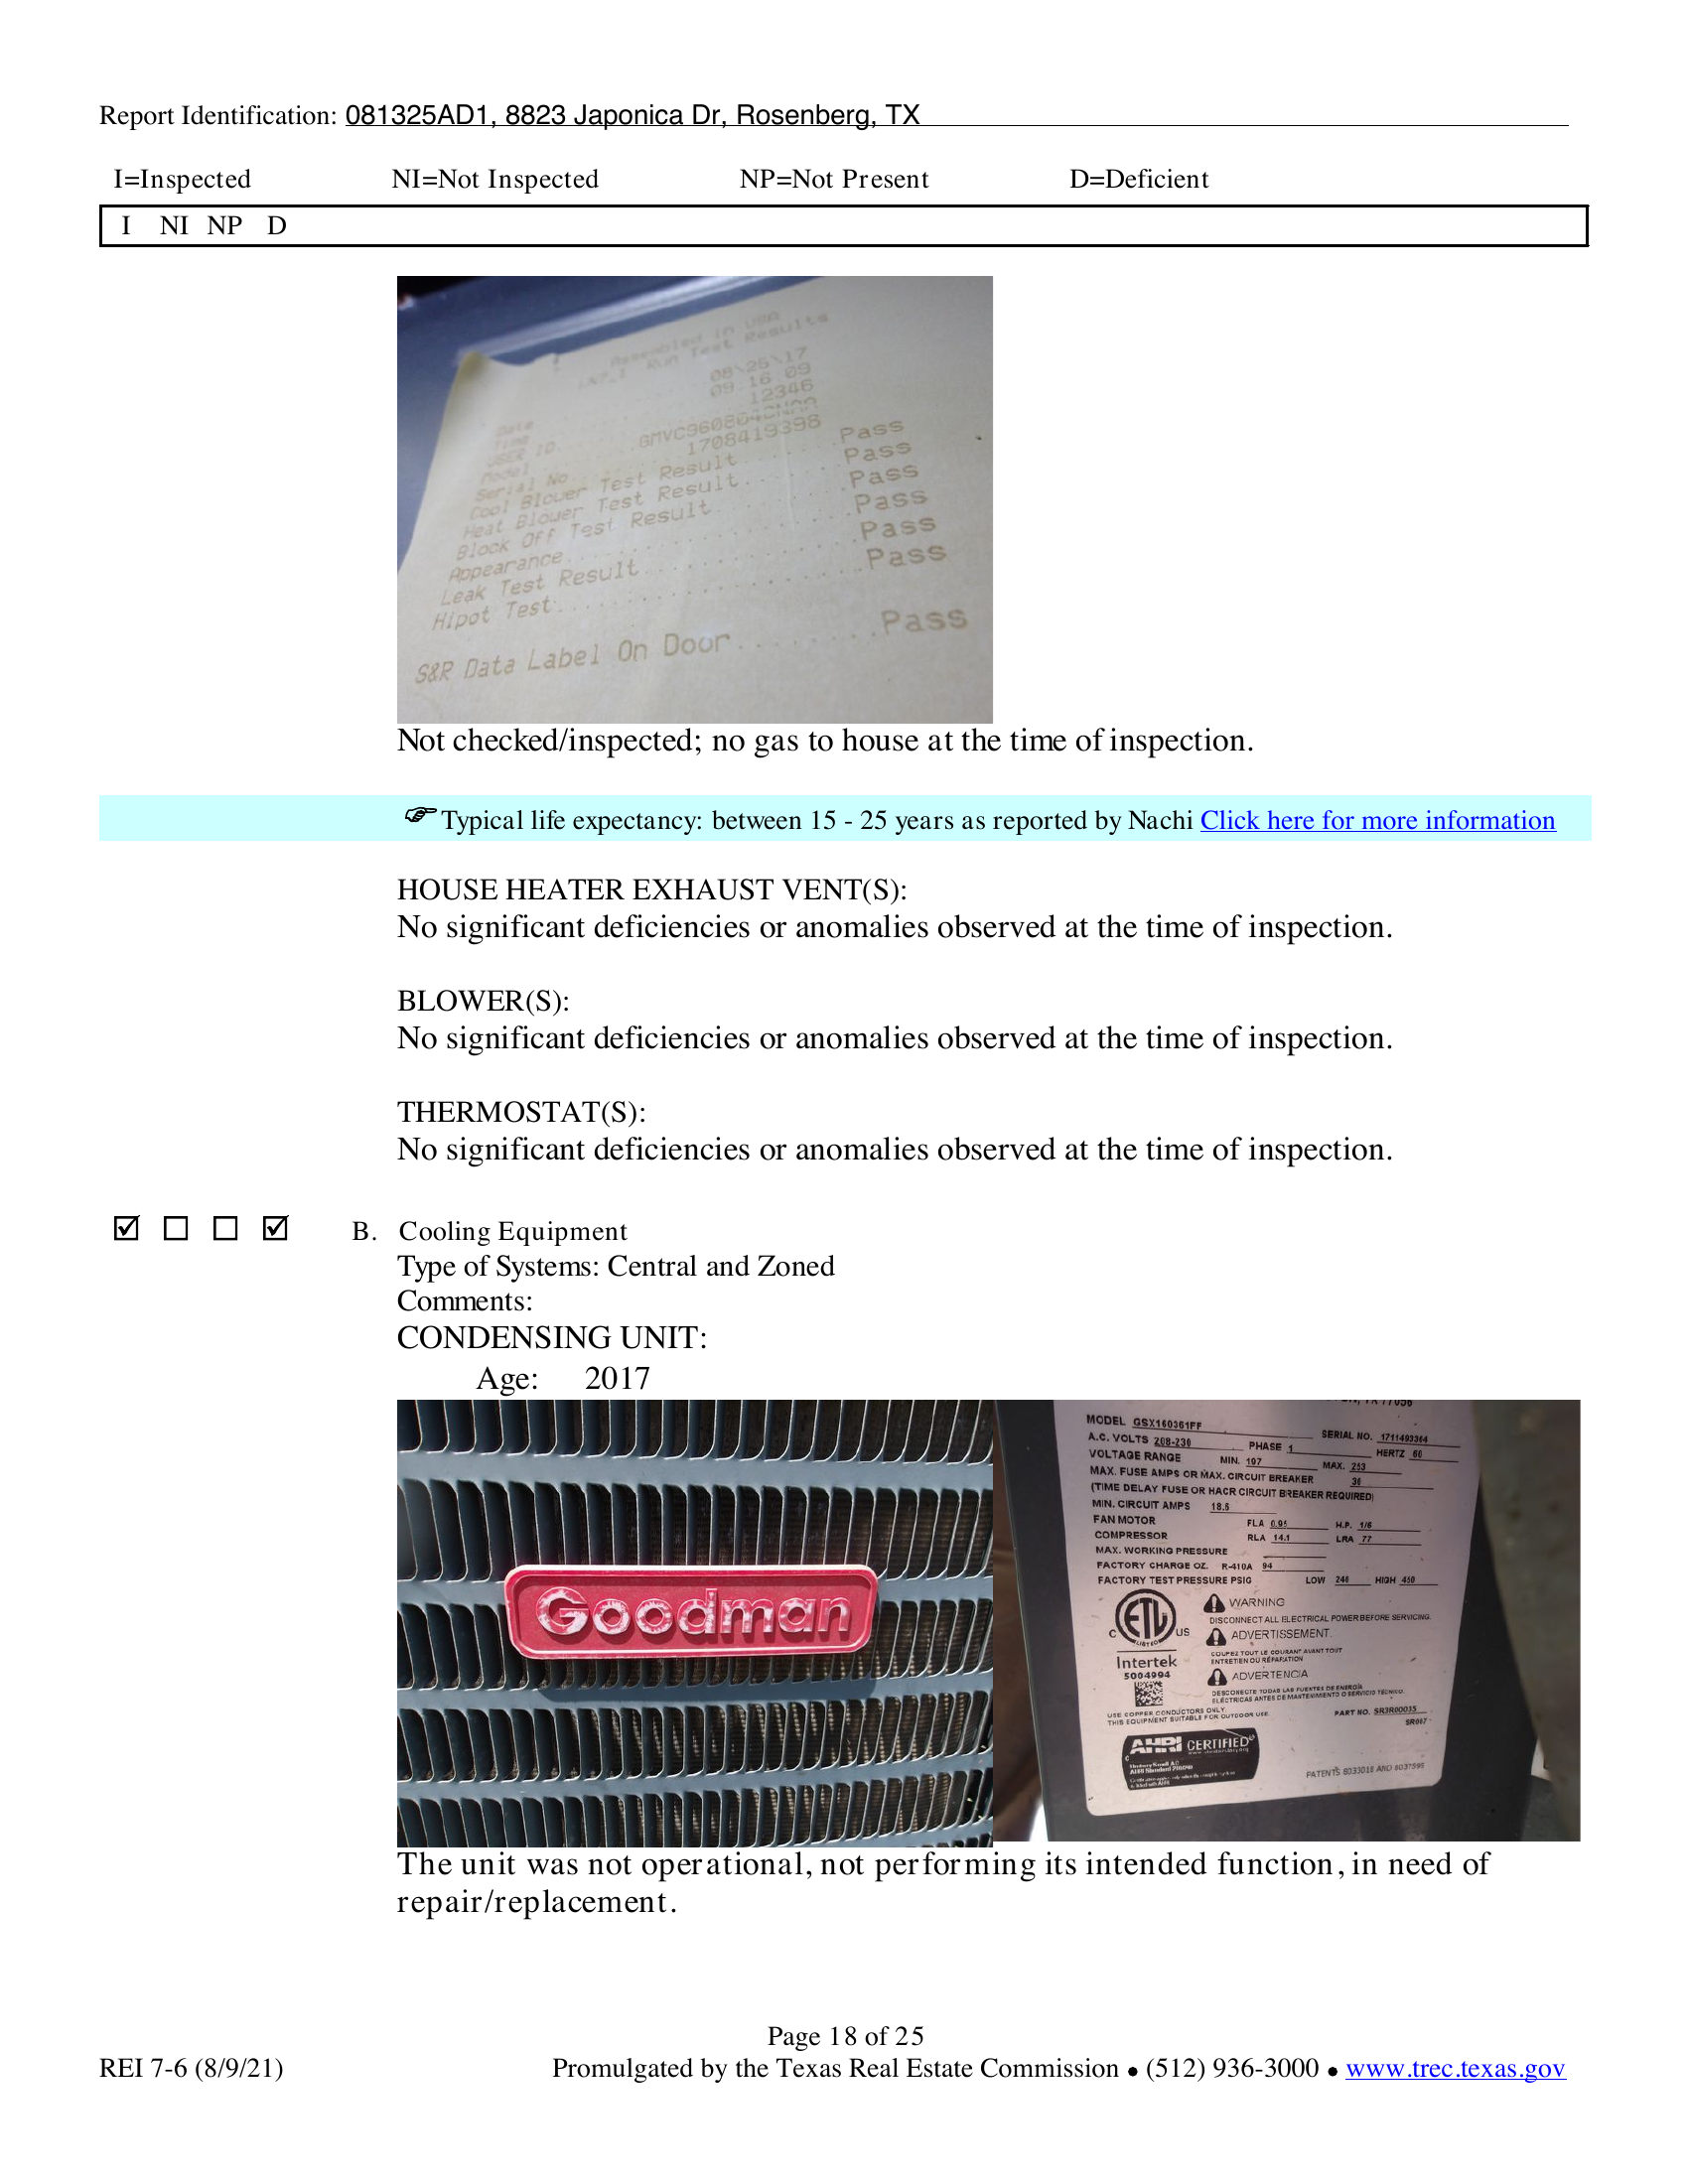 Report Identification: 081325AD1, 8823 Japonica Dr, Rosenberg, TX
I=Inspected NI=Not Inspected NP=Not Present D=Deficient
I NI NP D
Assembled in USA
Run Test Results
Date 08\25\17
Time 09 16 09
USER ID 12346
Model
Serial No. 1708419398
Cool Blower Test Result Pass
Heat Blower Test Result Pass
Block Off Test Result Pass
Appearance Pass
Leak Test Result Pass
Hipot Test Pass
S&R Data Label On Door Pass
Not checked/inspected; no gas to house at the time of inspection.
Typical life expectancy: between 15 - 25 years as reported by Nachi Click here for more information
HOUSE HEATER EXHAUST VENT(S):
No significant deficiencies or anomalies observed at the time of inspection.
BLOWER(S):
No significant deficiencies or anomalies observed at the time of inspection.
THERMOSTAT(S):
No significant deficiencies or anomalies observed at the time of inspection.
B. Cooling Equipment
Type of Systems: Central and Zoned
Comments:
CONDENSING UNIT:
Age: 2017
Goodman
MODEL GSX160361FF SERIAL NO. 1711493364
A.C. VOLTS 208-230 PHASE 1 HERTZ 60
VOLTAGE RANGE MIN. 197 MAX. 253
MAX. FUSE AMPS OR MAX. CIRCUIT BREAKER 30
(TIME DELAY FUSE OR HACR CIRCUIT BREAKER REQUIRED)
MIN. CIRCUIT AMPS 18.5
FAN MOTOR FLA 0.95 H.P. 1/6
COMPRESSOR RLA 14.1 LRA 77
MAX. WORKING PRESSURE
FACTORY CHARGE OZ. R-410A 94
FACTORY TEST PRESSURE PSIG LOW 240 HIGH 450
WARNING
DISCONNECT ALL ELECTRICAL POWER BEFORE SERVICING.
ADVERTISSEMENT
COUPEZ TOUT LE COURANT AVANT TOUT
ENTRETIEN OU RÉPARATION
ADVERTENCIA
DESCONECTE TODAS LAS FUENTES DE ENERGÍA
ELÉCTRICAS ANTES DE MANTENIMIENTO O SERVICIO TÉCNICO.
C ETL US
LISTED
Intertek
5004994
USE COPPER CONDUCTORS ONLY.
THIS EQUIPMENT SUITABLE FOR OUTDOOR USE
PART NO. SR3R00035
SR067
AHRI CERTIFIED
PATENTS 8033018 AND 8037595
The unit was not operational, not performing its intended function, in need of
repair/replacement.
Page 18 of 25
REI 7-6 (8/9/21) Promulgated by the Texas Real Estate Commission ● (512) 936-3000 ● www.trec.texas.gov